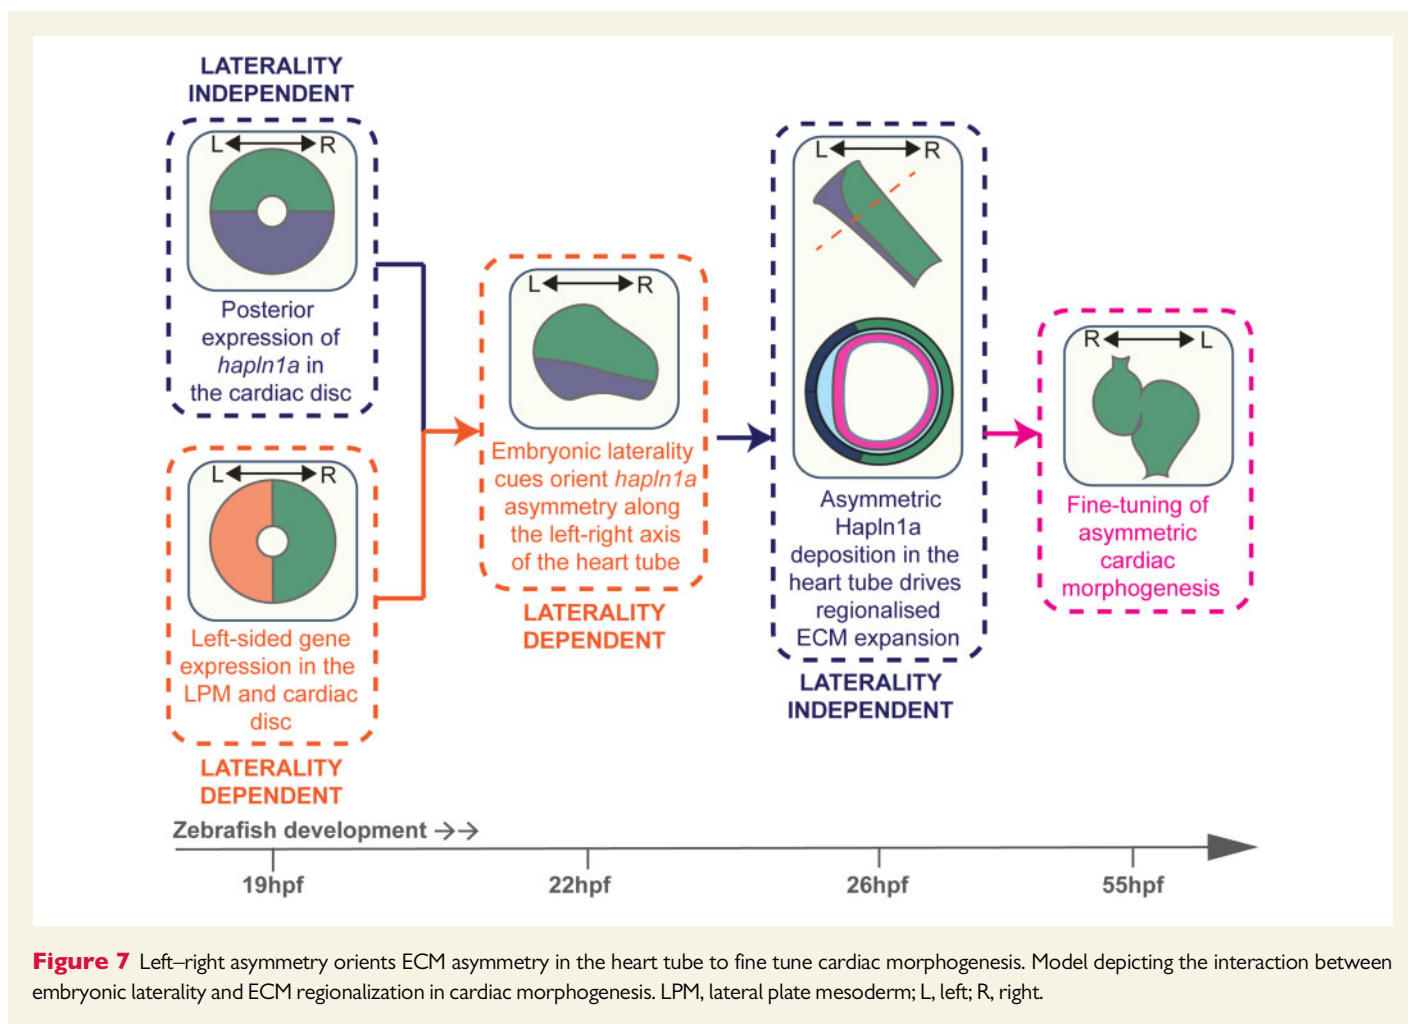 LATERALITY
INDEPENDENT
L R
Posterior
expression of
hapln1a in
the cardiac disc
L R
Left-sided gene
expression in the
LPM and cardiac
disc
LATERALITY
DEPENDENT
L R
Embryonic laterality
cues orient hapln1a
asymmetry along
the left-right axis
of the heart tube
LATERALITY
DEPENDENT
L R
Asymmetric
Hapln1a
deposition in the
heart tube drives
regionalised
ECM expansion
LATERALITY
INDEPENDENT
R L
Fine-tuning of
asymmetric
cardiac
morphogenesis
Zebrafish development →→
19hpf 22hpf 26hpf 55hpf
Figure 7 Left–right asymmetry orients ECM asymmetry in the heart tube to fine tune cardiac morphogenesis. Model depicting the interaction between
embryonic laterality and ECM regionalization in cardiac morphogenesis. LPM, lateral plate mesoderm; L, left; R, right.